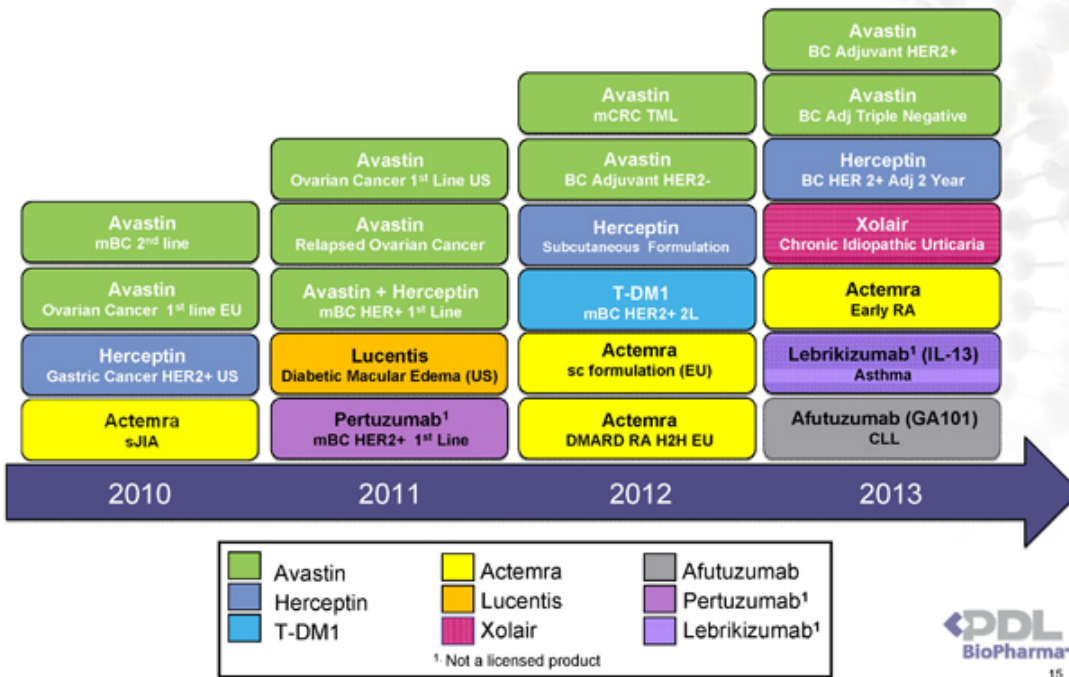 Avastin
BC Adjuvant HER2+
Avastin
mCRC TML
Avastin
BC Adj Triple Negative
Avastin
Ovarian Cancer 1st Line US
Avastin
BC Adjuvant HER2-
Herceptin
BC HER 2+ Adj 2 Year
Avastin
mBC 2nd line
Avastin
Relapsed Ovarian Cancer
Herceptin
Subcutaneous Formulation
Xolair
Chronic Idiopathic Urticaria
Avastin
Ovarian Cancer 1st line EU
Avastin + Herceptin
mBC HER+ 1st Line
T-DM1
mBC HER2+ 2L
Actemra
Early RA
Herceptin
Gastric Cancer HER2+ US
Lucentis
Diabetic Macular Edema (US)
Actemra
sc formulation (EU)
Lebrikizumab1 (IL-13)
Asthma
Actemra
sJIA
Pertuzumab1
mBC HER2+ 1st Line
Actemra
DMARD RA H2H EU
Afutuzumab (GA101)
CLL
2010 2011 2012 2013
Avastin Actemra Afutuzumab
Herceptin Lucentis Pertuzumab1
T-DM1 Xolair Lebrikizumab1
1. Not a licensed product
PDL
BioPharma
15